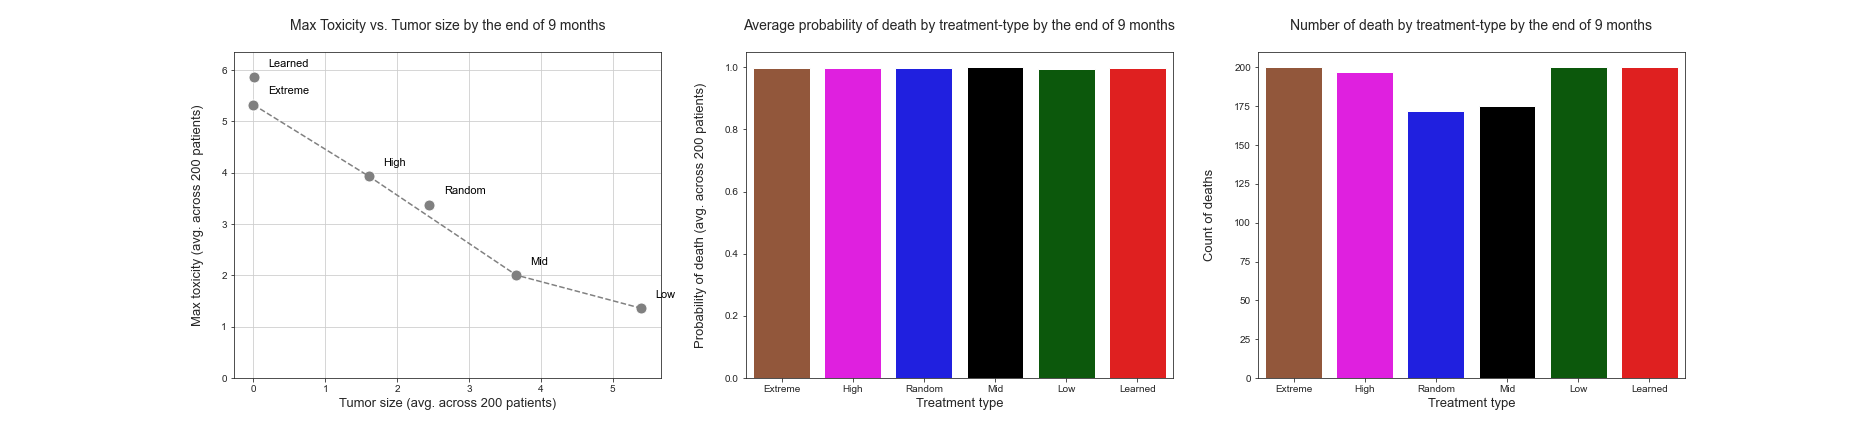 Max Toxicity vs. Tumor size by the end of 9 months
6
5
4
3
2
1
0
Max toxicity (avg. across 200 patients)
Learned
Extreme
High
Random
Mid
Low
0 1 2 3 4 5
Tumor size (avg. across 200 patients)
Average probability of death by treatment-type by the end of 9 months
1.0
0.8
0.6
0.4
0.2
0.0
Probability of death (avg. across 200 patients)
Extreme High Random Mid Low Learned
Treatment type
Number of death by treatment-type by the end of 9 months
200
175
150
125
100
75
50
25
0
Count of deaths
Extreme High Random Mid Low Learned
Treatment type